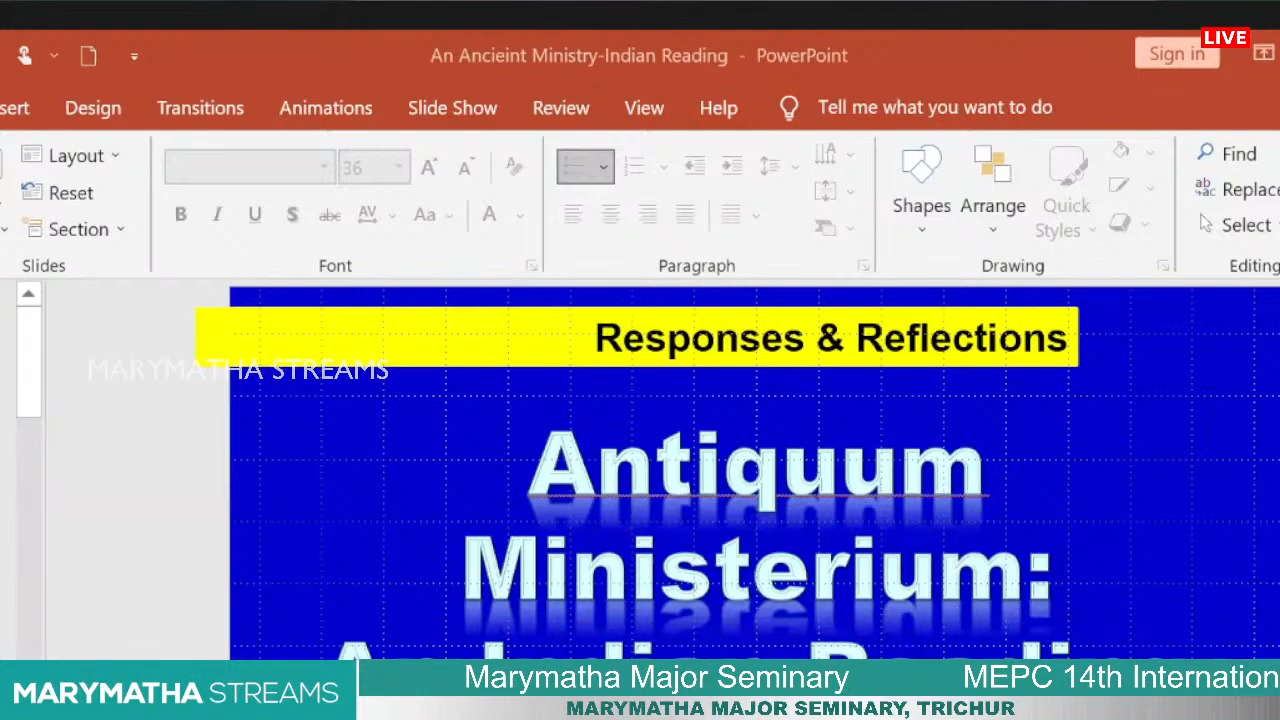 LIVE
An Ancieint Ministry-Indian Reading - PowerPoint
Sign in
sert Design Transitions Animations Slide Show Review View Help Tell me what you want to do
Layout
Reset
Section
Slides
36
B I U S abc AV Aa A
Font
Paragraph
Shapes Arrange Quick Styles
Drawing
Find
Replace
Select
Editing
Responses & Reflections
MARYMATHA STREAMS
Antiquum
Ministerium:
An Indian Reading
MARYMATHA STREAMS
Marymatha Major Seminary MEPC 14th Internation
MARYMATHA MAJOR SEMINARY, TRICHUR